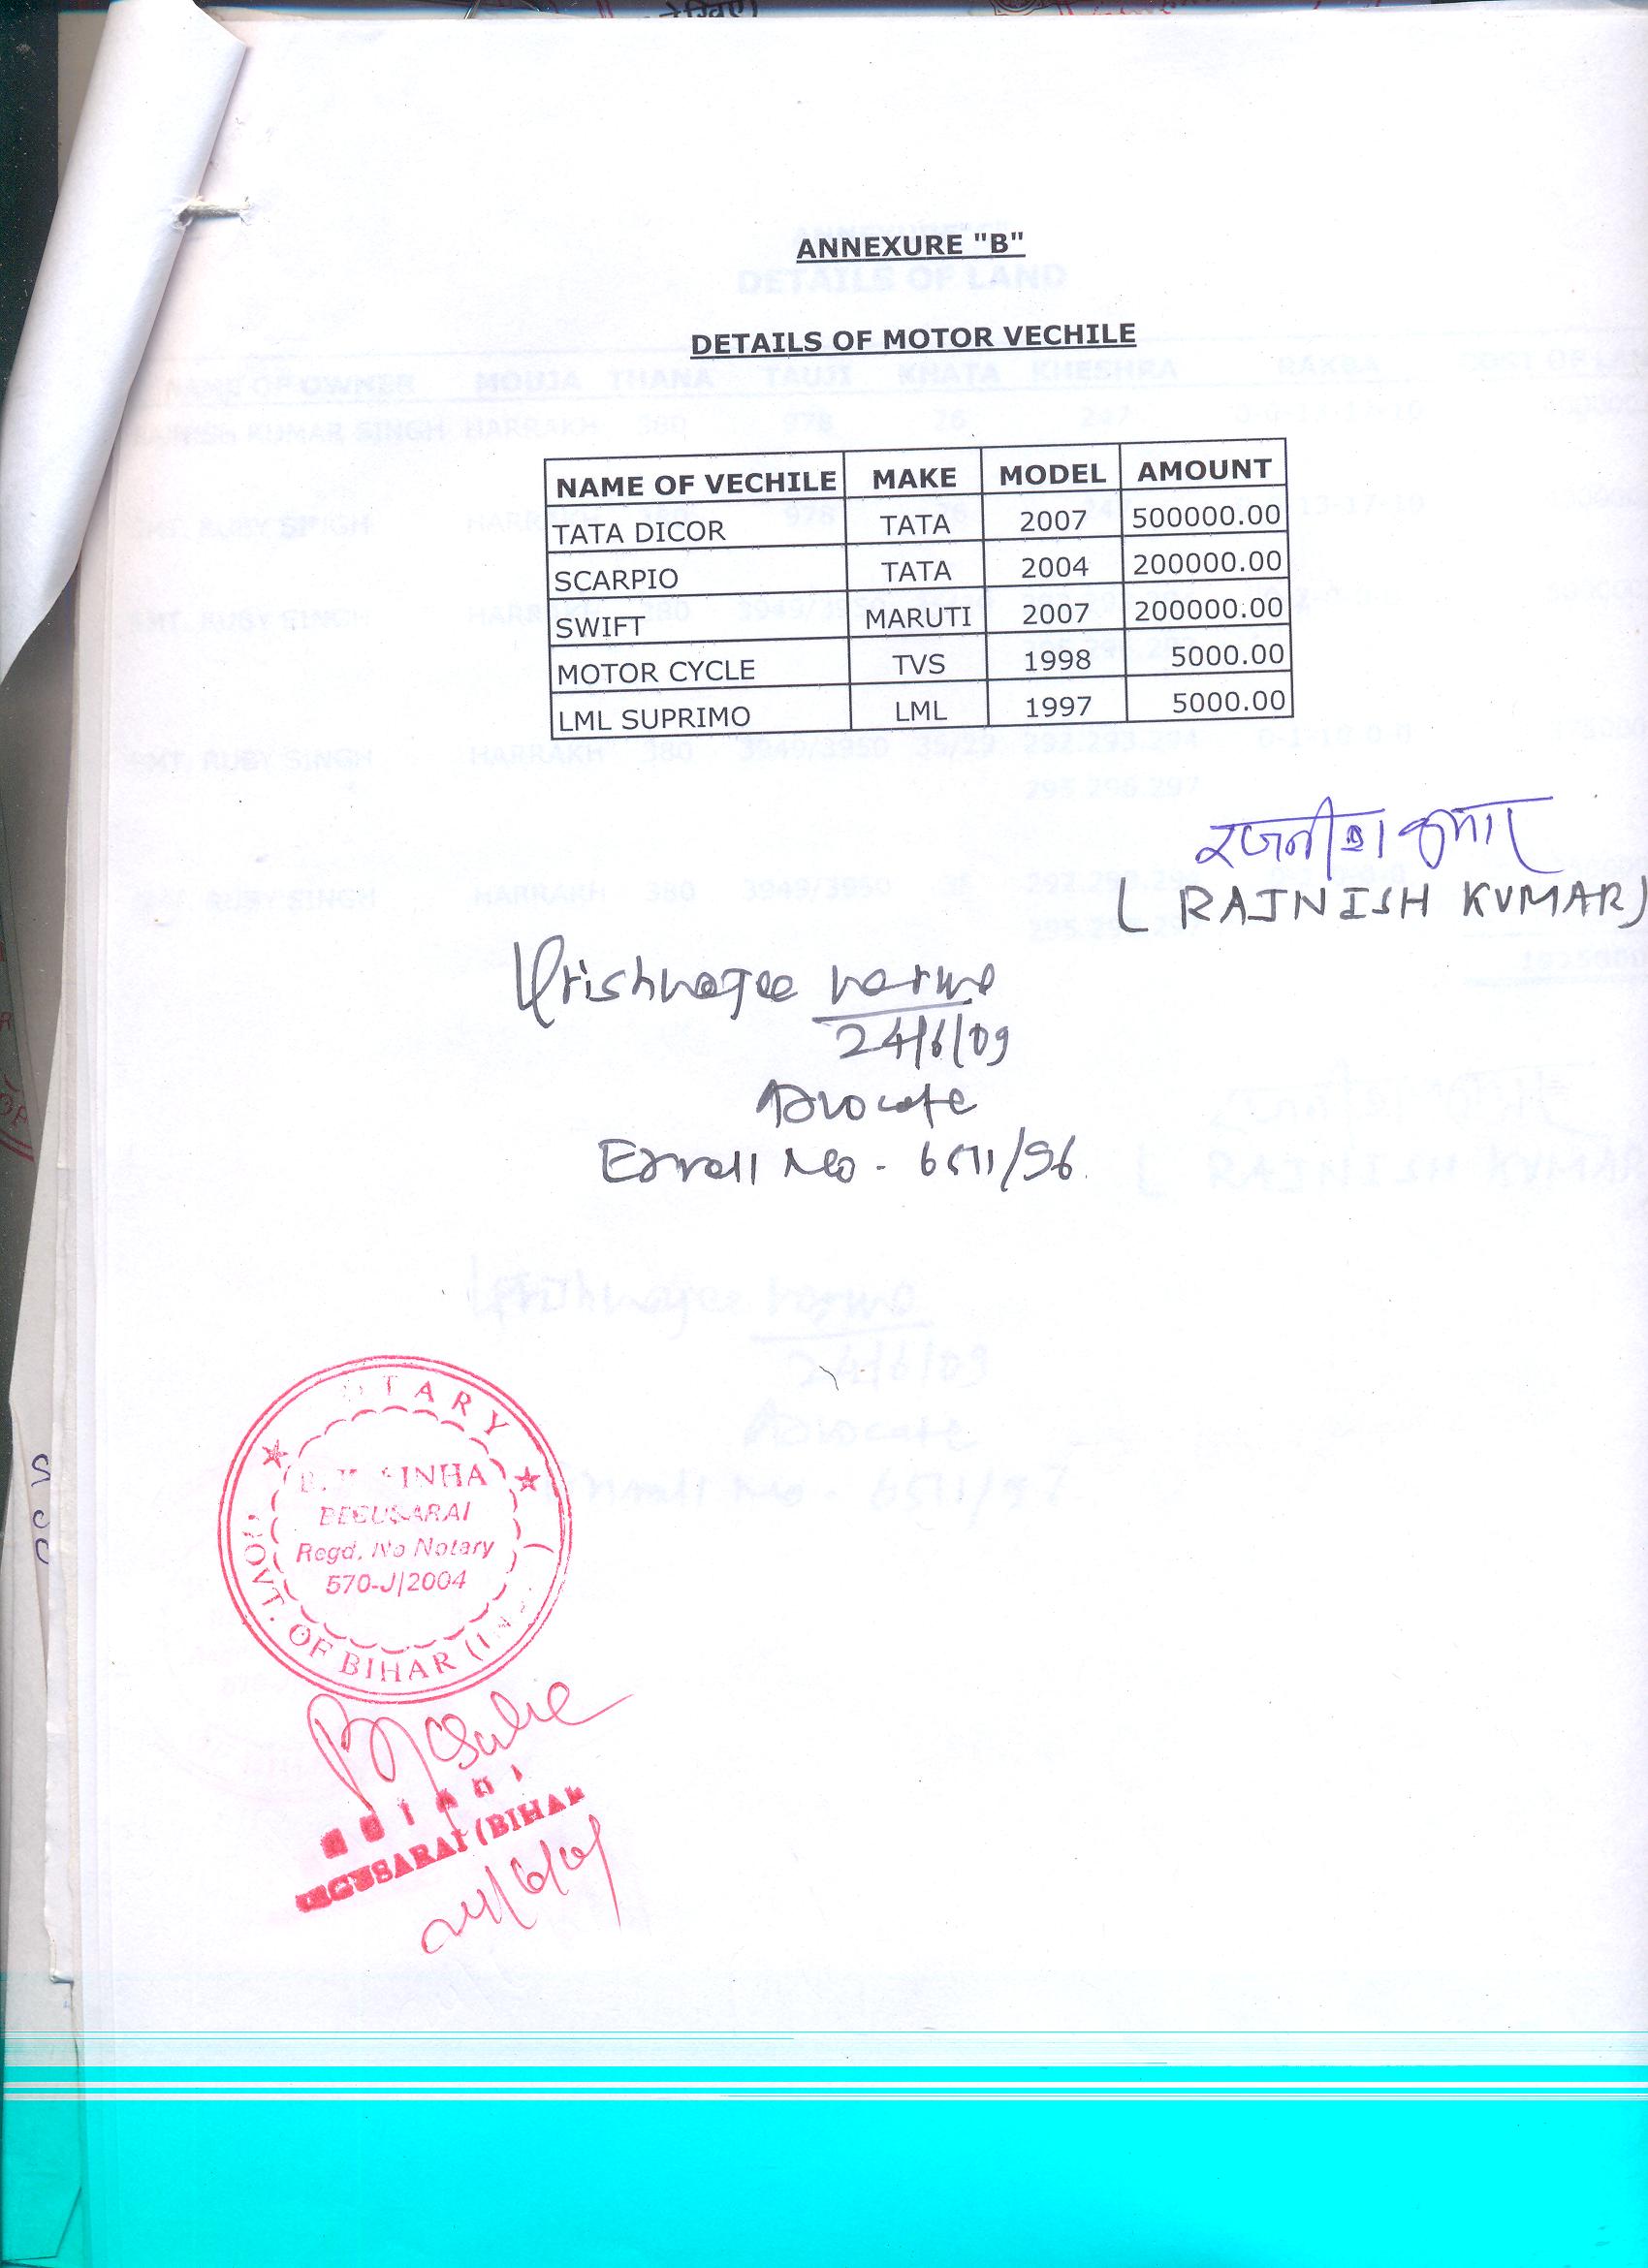 ANNEXURE "B"
DETAILS OF MOTOR VECHILE
NAME OF VECHILE MAKE MODEL AMOUNT
TATA DICOR TATA 2007 500000.00
SCARPIO TATA 2004 200000.00
SWIFT MARUTI 2007 200000.00
MOTOR CYCLE TVS 1998 5000.00
LML SUPRIMO LML 1997 5000.00
रजनीश कुमार
( RAJNISH KUMAR)
Krishnagee Varma
24/6/09
Advocate
Enroll No - 6511/96
TARY
SINHA
BEGUSARAI
Regd. No Notary
570-J/2004
GOVT. OF BIHAR
GUSARAI (BIHAR
24/6/09